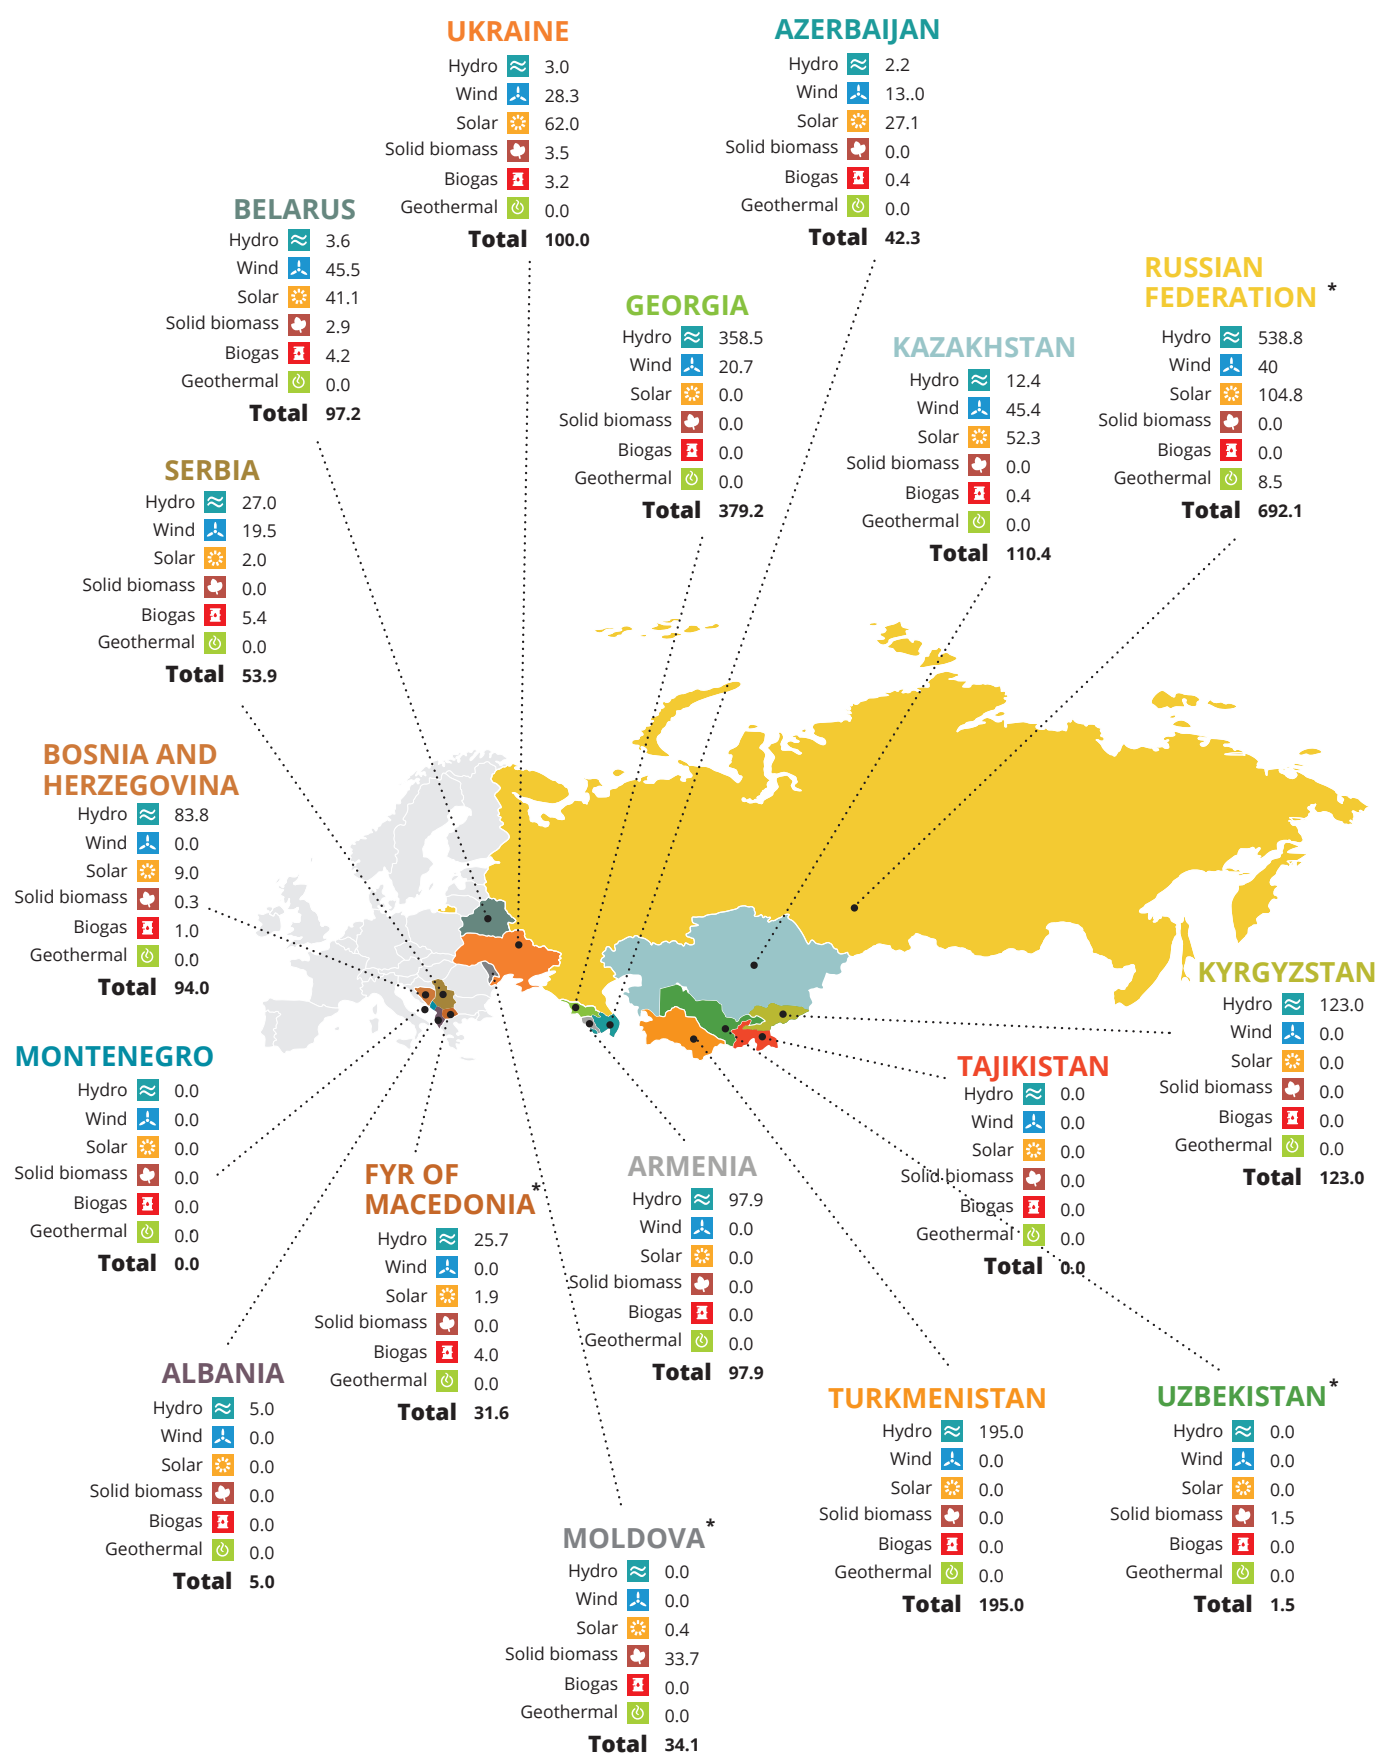 UKRAINE
Hydro 3.0
Wind 28.3
Solar 62.0
Solid biomass 3.5
Biogas 3.2
Geothermal 0.0
Total 100.0
AZERBAIJAN
Hydro 2.2
Wind 13..0
Solar 27.1
Solid biomass 0.0
Biogas 0.4
Geothermal 0.0
Total 42.3
BELARUS
Hydro 3.6
Wind 45.5
Solar 41.1
Solid biomass 2.9
Biogas 4.2
Geothermal 0.0
Total 97.2
GEORGIA
Hydro 358.5
Wind 20.7
Solar 0.0
Solid biomass 0.0
Biogas 0.0
Geothermal 0.0
Total 379.2
KAZAKHSTAN
Hydro 12.4
Wind 45.4
Solar 52.3
Solid biomass 0.0
Biogas 0.4
Geothermal 0.0
Total 110.4
RUSSIAN
FEDERATION *
Hydro 538.8
Wind 40
Solar 104.8
Solid biomass 0.0
Biogas 0.0
Geothermal 8.5
Total 692.1
SERBIA
Hydro 27.0
Wind 19.5
Solar 2.0
Solid biomass 0.0
Biogas 5.4
Geothermal 0.0
Total 53.9
BOSNIA AND
HERZEGOVINA
Hydro 83.8
Wind 0.0
Solar 9.0
Solid biomass 0.3
Biogas 1.0
Geothermal 0.0
Total 94.0
KYRGYZSTAN
Hydro 123.0
Wind 0.0
Solar 0.0
Solid biomass 0.0
Biogas 0.0
Geothermal 0.0
Total 123.0
MONTENEGRO
Hydro 0.0
Wind 0.0
Solar 0.0
Solid biomass 0.0
Biogas 0.0
Geothermal 0.0
Total 0.0
TAJIKISTAN
Hydro 0.0
Wind 0.0
Solar 0.0
Solid biomass 0.0
Biogas 0.0
Geothermal 0.0
Total 0.0
FYR OF
MACEDONIA *
Hydro 25.7
Wind 0.0
Solar 1.9
Solid biomass 0.0
Biogas 4.0
Geothermal 0.0
Total 31.6
ARMENIA
Hydro 97.9
Wind 0.0
Solar 0.0
Solid biomass 0.0
Biogas 0.0
Geothermal 0.0
Total 97.9
ALBANIA
Hydro 5.0
Wind 0.0
Solar 0.0
Solid biomass 0.0
Biogas 0.0
Geothermal 0.0
Total 5.0
TURKMENISTAN
Hydro 195.0
Wind 0.0
Solar 0.0
Solid biomass 0.0
Biogas 0.0
Geothermal 0.0
Total 195.0
UZBEKISTAN *
Hydro 0.0
Wind 0.0
Solar 0.0
Solid biomass 1.5
Biogas 0.0
Geothermal 0.0
Total 1.5
MOLDOVA *
Hydro 0.0
Wind 0.0
Solar 0.4
Solid biomass 33.7
Biogas 0.0
Geothermal 0.0
Total 34.1